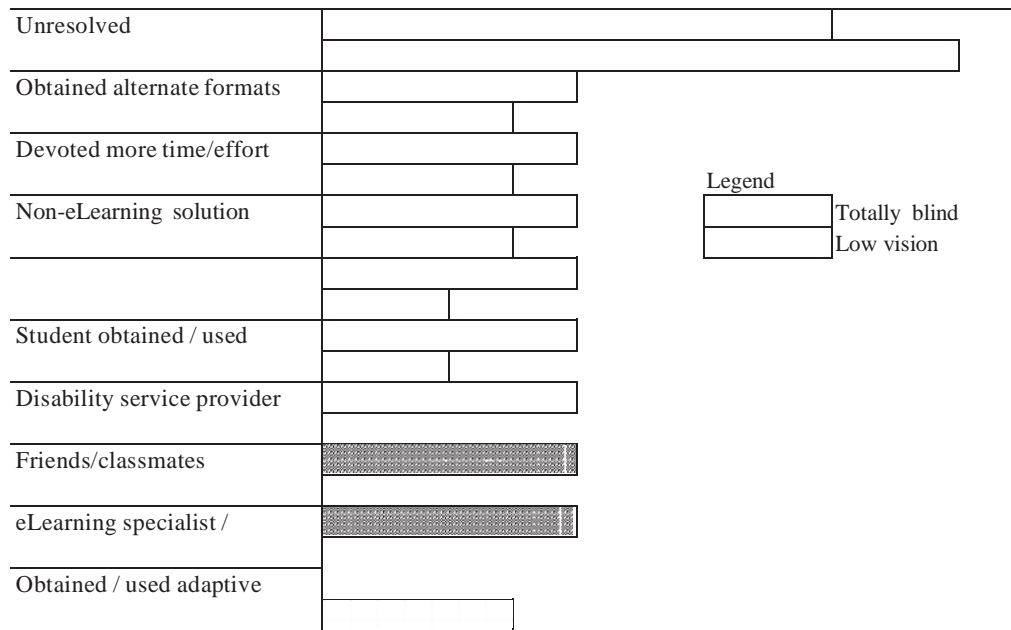 Unresolved
Obtained alternate formats
Devoted more time/effort
Legend
Non-eLearning solution
Totally blind
Low vision
Student obtained / used
Disability service provider
Friends/classmates
eLearning specialist /
Obtained / used adaptive